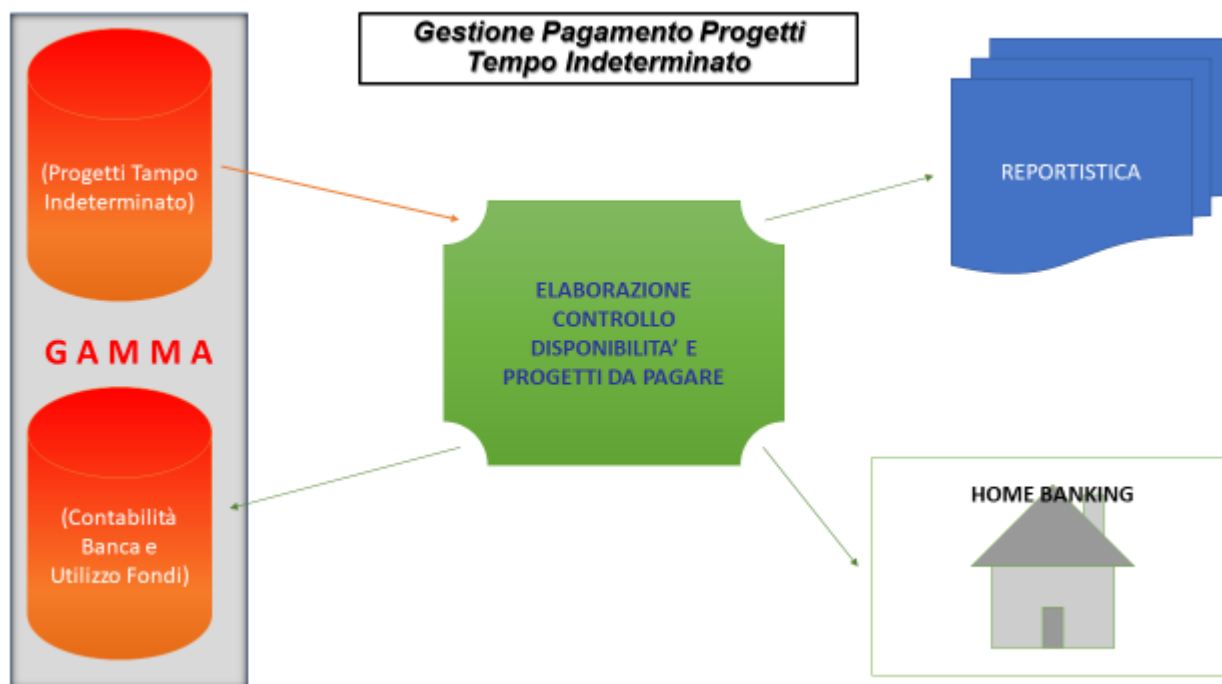 Gestione Pagamento Progetti
Tempo Indeterminato
(Progetti Tampo
Indeterminato)
G A M M A
(Contabilità
Banca e
Utilizzo Fondi)
ELABORAZIONE
CONTROLLO
DISPONIBILITA’ E
PROGETTI DA PAGARE
REPORTISTICA
HOME BANKING